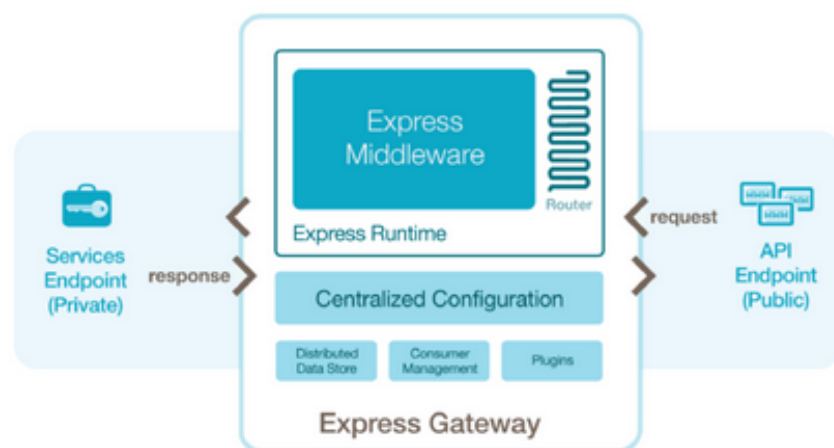 Express
Middleware
Router
Express Runtime
Services
Endpoint
(Private)
response
request
API
Endpoint
(Public)
Centralized Configuration
Distributed
Data Store
Consumer
Management
Plugins
Express Gateway